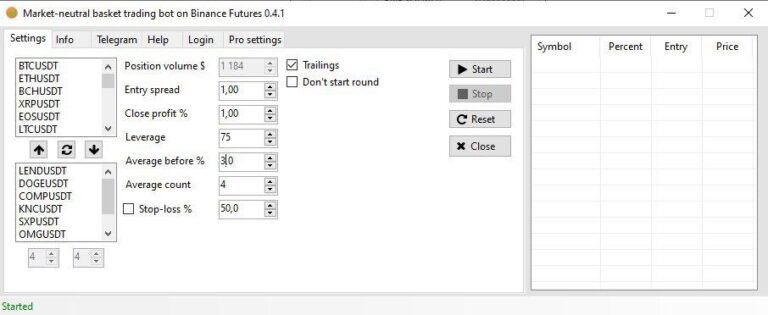 Market-neutral basket trading bot on Binance Futures 0.4.1
Settings Info Telegram Help Login Pro settings
BTCUSDT
ETHUSDT
BCHUSDT
XRPUSDT
EOSUSDT
LTCUSDT
LENDUSDT
DOGEUSDT
COMPUSDT
KNCUSDT
SXPUSDT
OMGUSDT
4 4
Position volume $ 1 184
Entry spread 1,00
Close profit % 1,00
Leverage 75
Average before % 3,0
Average count 4
Stop-loss % 50,0
Trailings
Don't start round
Start
Stop
Reset
Close
Symbol Percent Entry Price
Started